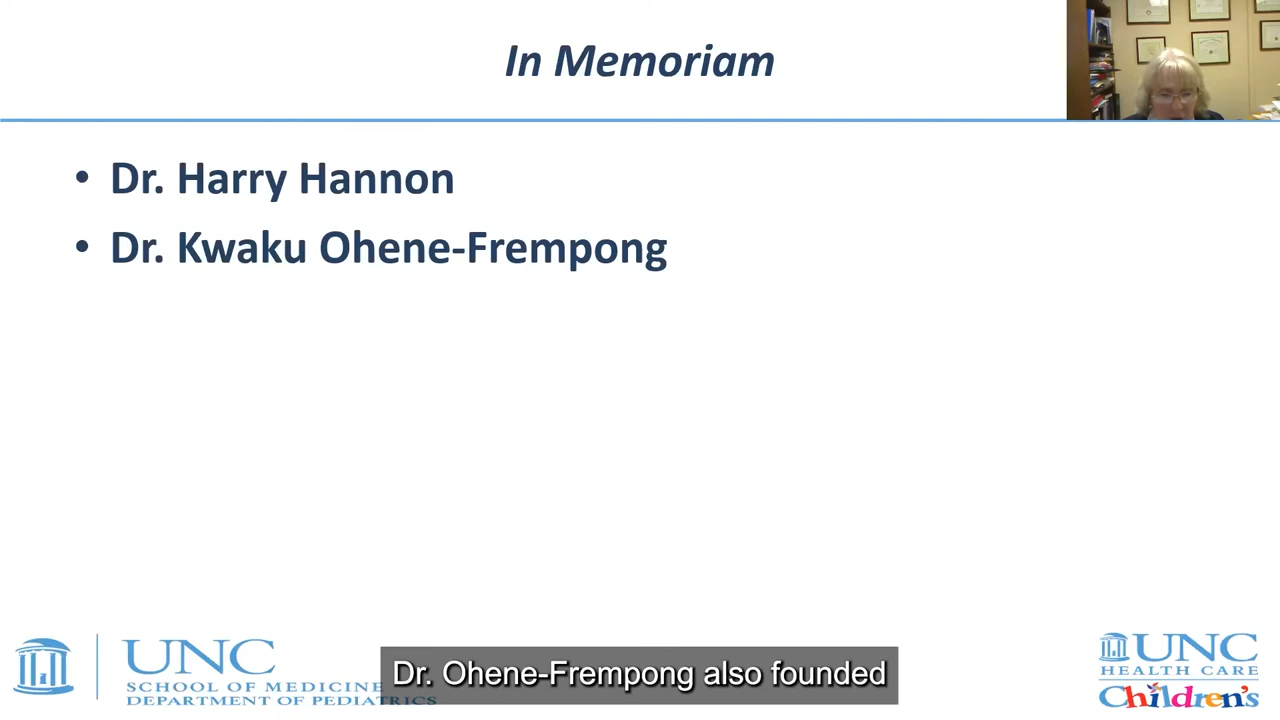 In Memoriam
• Dr. Harry Hannon
• Dr. Kwaku Ohene-Frempong
UNC
SCHOOL OF MEDICINE
DEPARTMENT OF PEDIATRICS
Dr. Ohene-Frempong also founded
UNC
HEALTH CARE
Children's